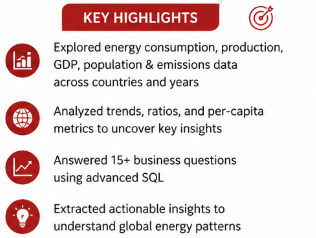 KEY HIGHLIGHTS
Explored energy consumption, production,
GDP, population & emissions data
across countries and years
Analyzed trends, ratios, and per-capita
metrics to uncover key insights
Answered 15+ business questions
using advanced SQL
Extracted actionable insights to
understand global energy patterns